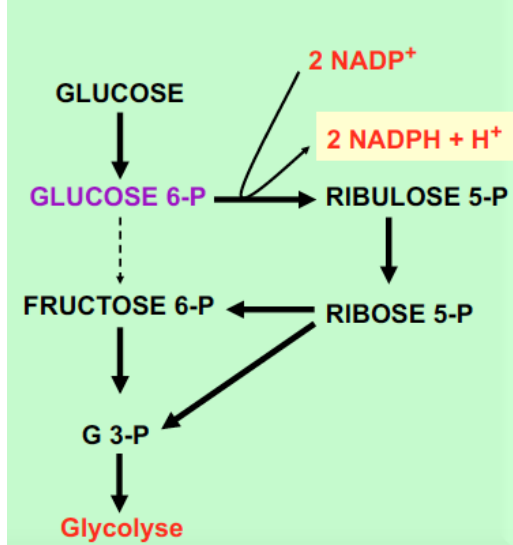 2 NADP⁺
GLUCOSE
2 NADPH + H⁺
GLUCOSE 6-P
RIBULOSE 5-P
FRUCTOSE 6-P
RIBOSE 5-P
G 3-P
Glycolyse